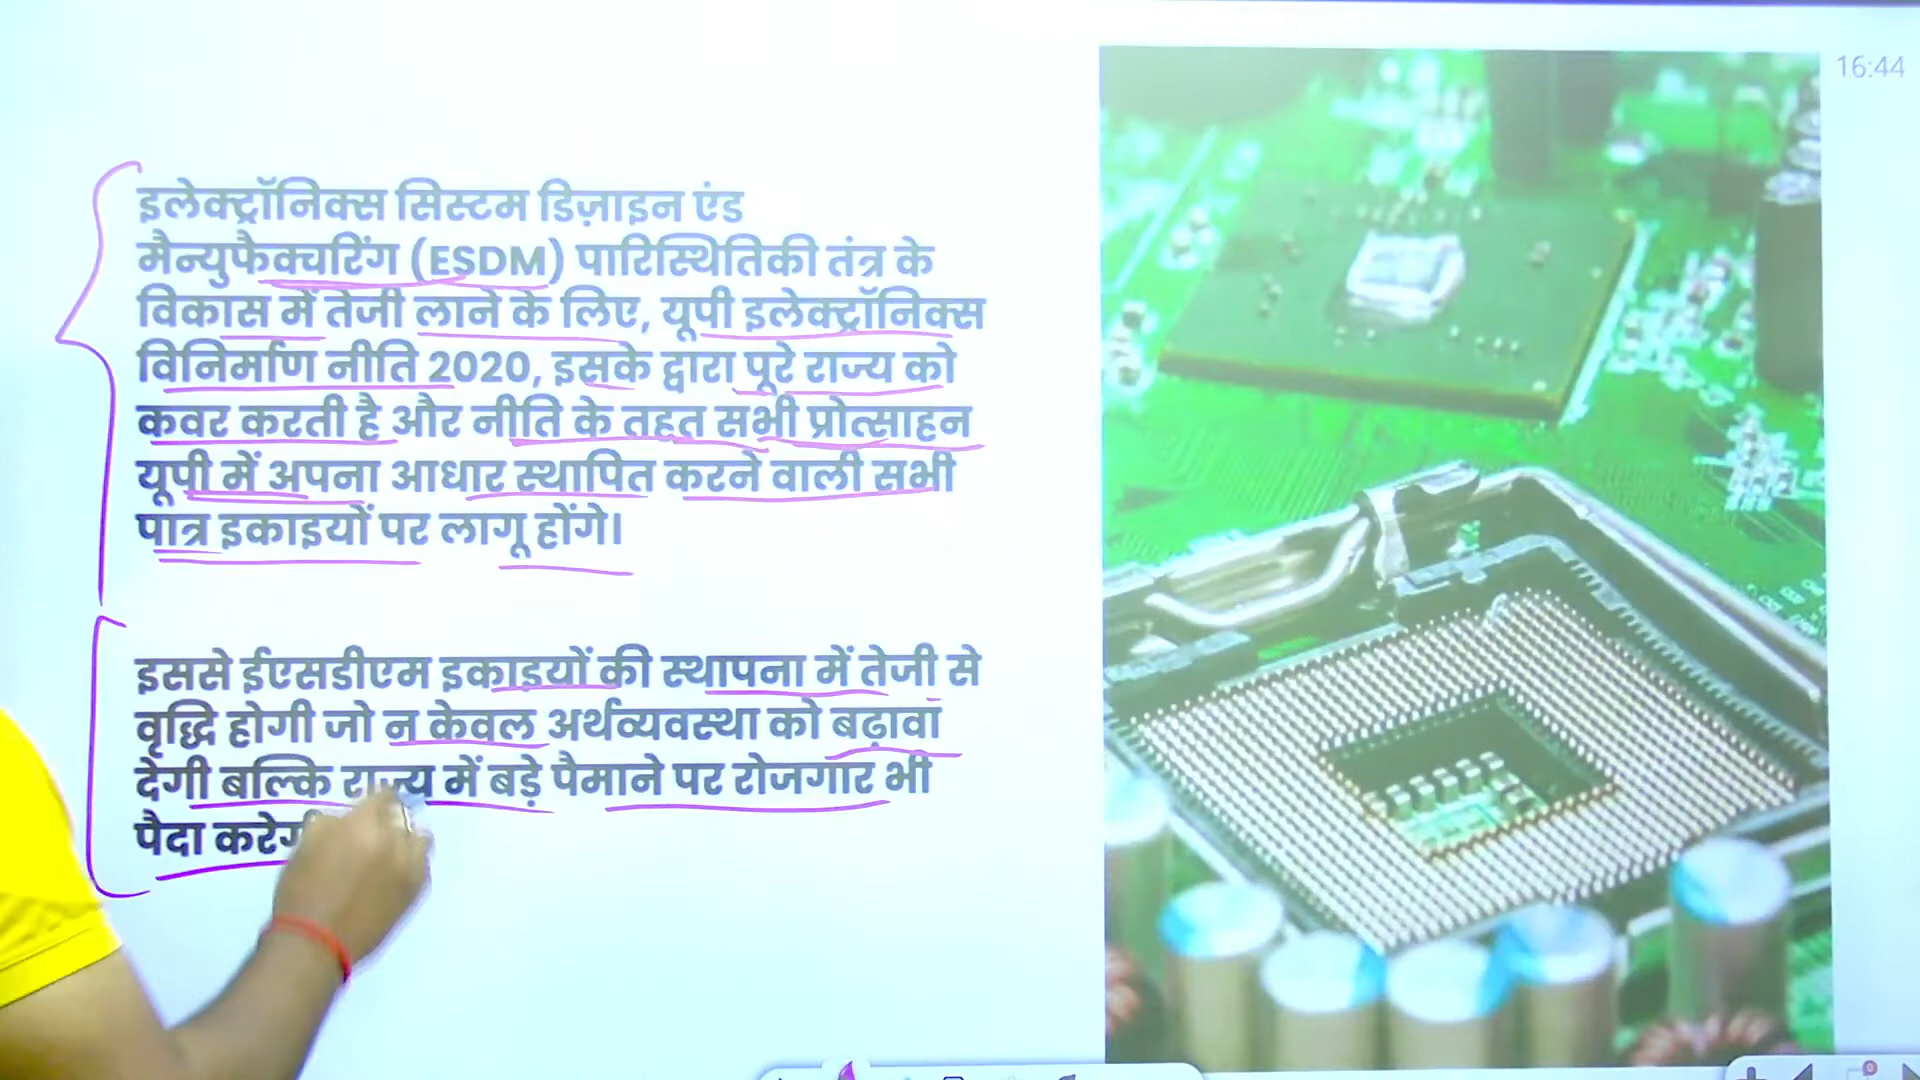 16:44
इलेक्ट्रॉनिक्स सिस्टम डिज़ाइन एंड
मैन्युफैक्चरिंग (ESDM) पारिस्थितिकी तंत्र के
विकास में तेजी लाने के लिए, यूपी इलेक्ट्रॉनिक्स
विनिर्माण नीति 2020, इसके द्वारा पूरे राज्य को
कवर करती है और नीति के तहत सभी प्रोत्साहन
यूपी में अपना आधार स्थापित करने वाली सभी
पात्र इकाइयों पर लागू होंगे।
इससे ईएसडीएम इकाइयों की स्थापना में तेजी से
वृद्धि होगी जो न केवल अर्थव्यवस्था को बढ़ावा
देगी बल्कि राज्य में बड़े पैमाने पर रोजगार भी
पैदा